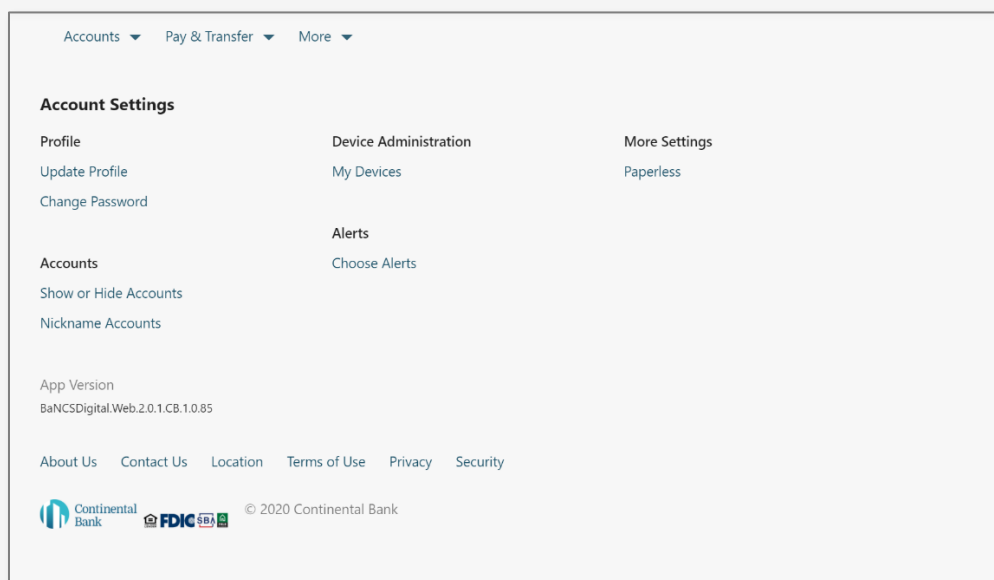 Accounts Pay & Transfer More
Account Settings
Profile
Update Profile
Change Password
Accounts
Show or Hide Accounts
Nickname Accounts
Device Administration
My Devices
Alerts
Choose Alerts
More Settings
Paperless
App Version
BaNCSDigital.Web.2.0.1.CB.1.0.85
About Us Contact Us Location Terms of Use Privacy Security
Continental
Bank
FDIC SBA
© 2020 Continental Bank